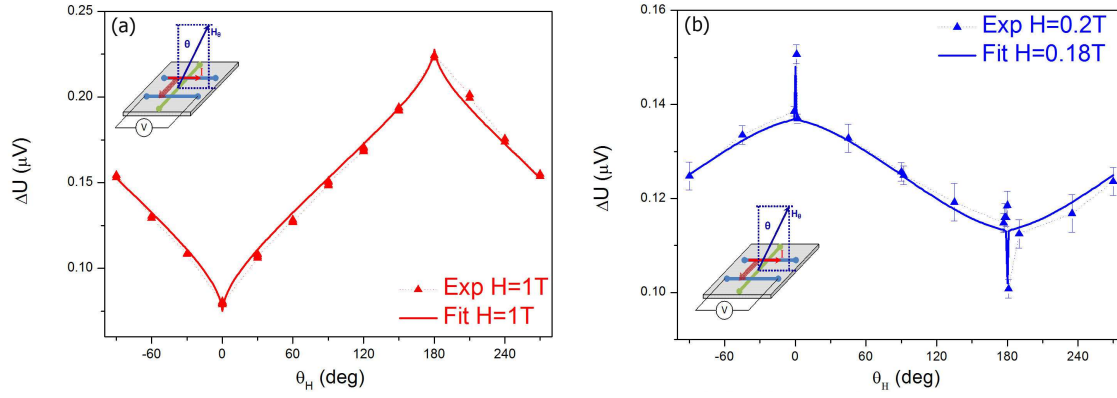 (a)
0.25
0.20
0.15
0.10
ΔU (μV)
θ
Hθ
I
V
Exp H=1T
Fit H=1T
-60 0 60 120 180 240
θH (deg)
(b)
0.16
0.14
0.12
0.10
ΔU (μV)
Exp H=0.2T
Fit H=0.18T
θ
Hθ
I
V
-60 0 60 120 180 240
θH (deg)